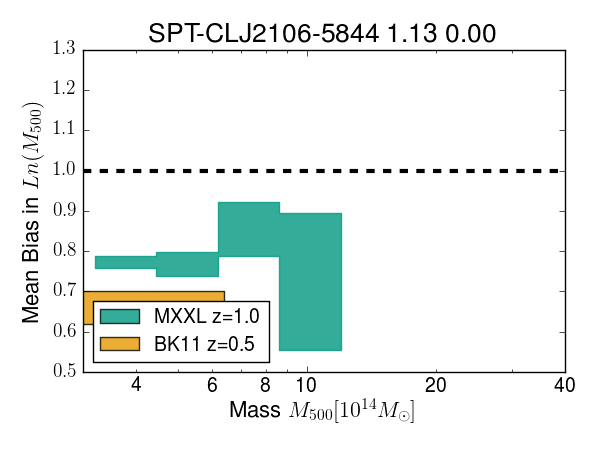 SPT-CLJ2106-5844 1.13 0.00
1.3
1.2
1.1
1.0
0.9
0.8
0.7
0.6
0.5
Mean Bias in Ln(M500)
MXXL z=1.0
BK11 z=0.5
4 6 8 10 20 40
Mass M500[10^14 M⊙]